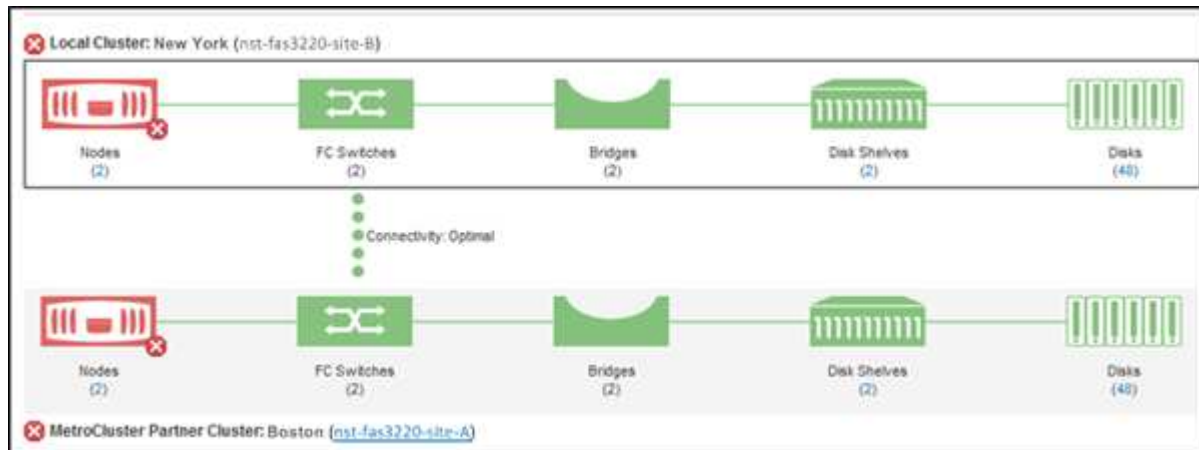 Local Cluster: New York (nst-fas3220-site-B)
Nodes FC Switches Bridges Disk Shelves Disks
(2) (2) (2) (2) (48)
Connectivity: Optimal
Nodes FC Switches Bridges Disk Shelves Disks
(2) (2) (2) (2) (48)
MetroCluster Partner Cluster: Boston (nst-fas3220-site-A)